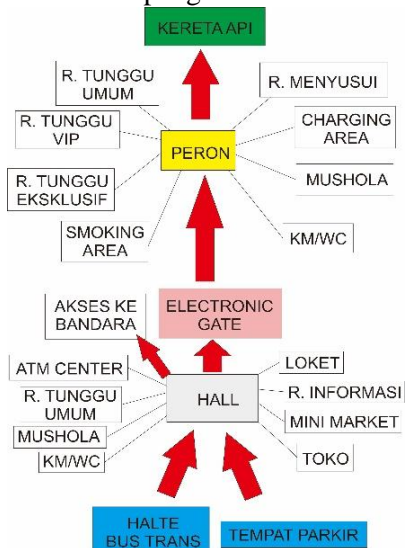 KERETA API
R. TUNGGU
UMUM
R. MENYUSUI
R. TUNGGU
VIP
CHARGING
AREA
PERON
R. TUNGGU
EKSKLUSIF
MUSHOLA
SMOKING
AREA
KM/WC
AKSES KE
BANDARA
ELECTRONIC
GATE
ATM CENTER
LOKET
R. TUNGGU
UMUM
HALL
R. INFORMASI
MUSHOLA
MINI MARKET
KM/WC
TOKO
HALTE
BUS TRANS
TEMPAT PARKIR